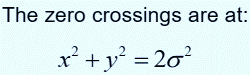 The zero crossings are at:
x² + y² = 2σ²